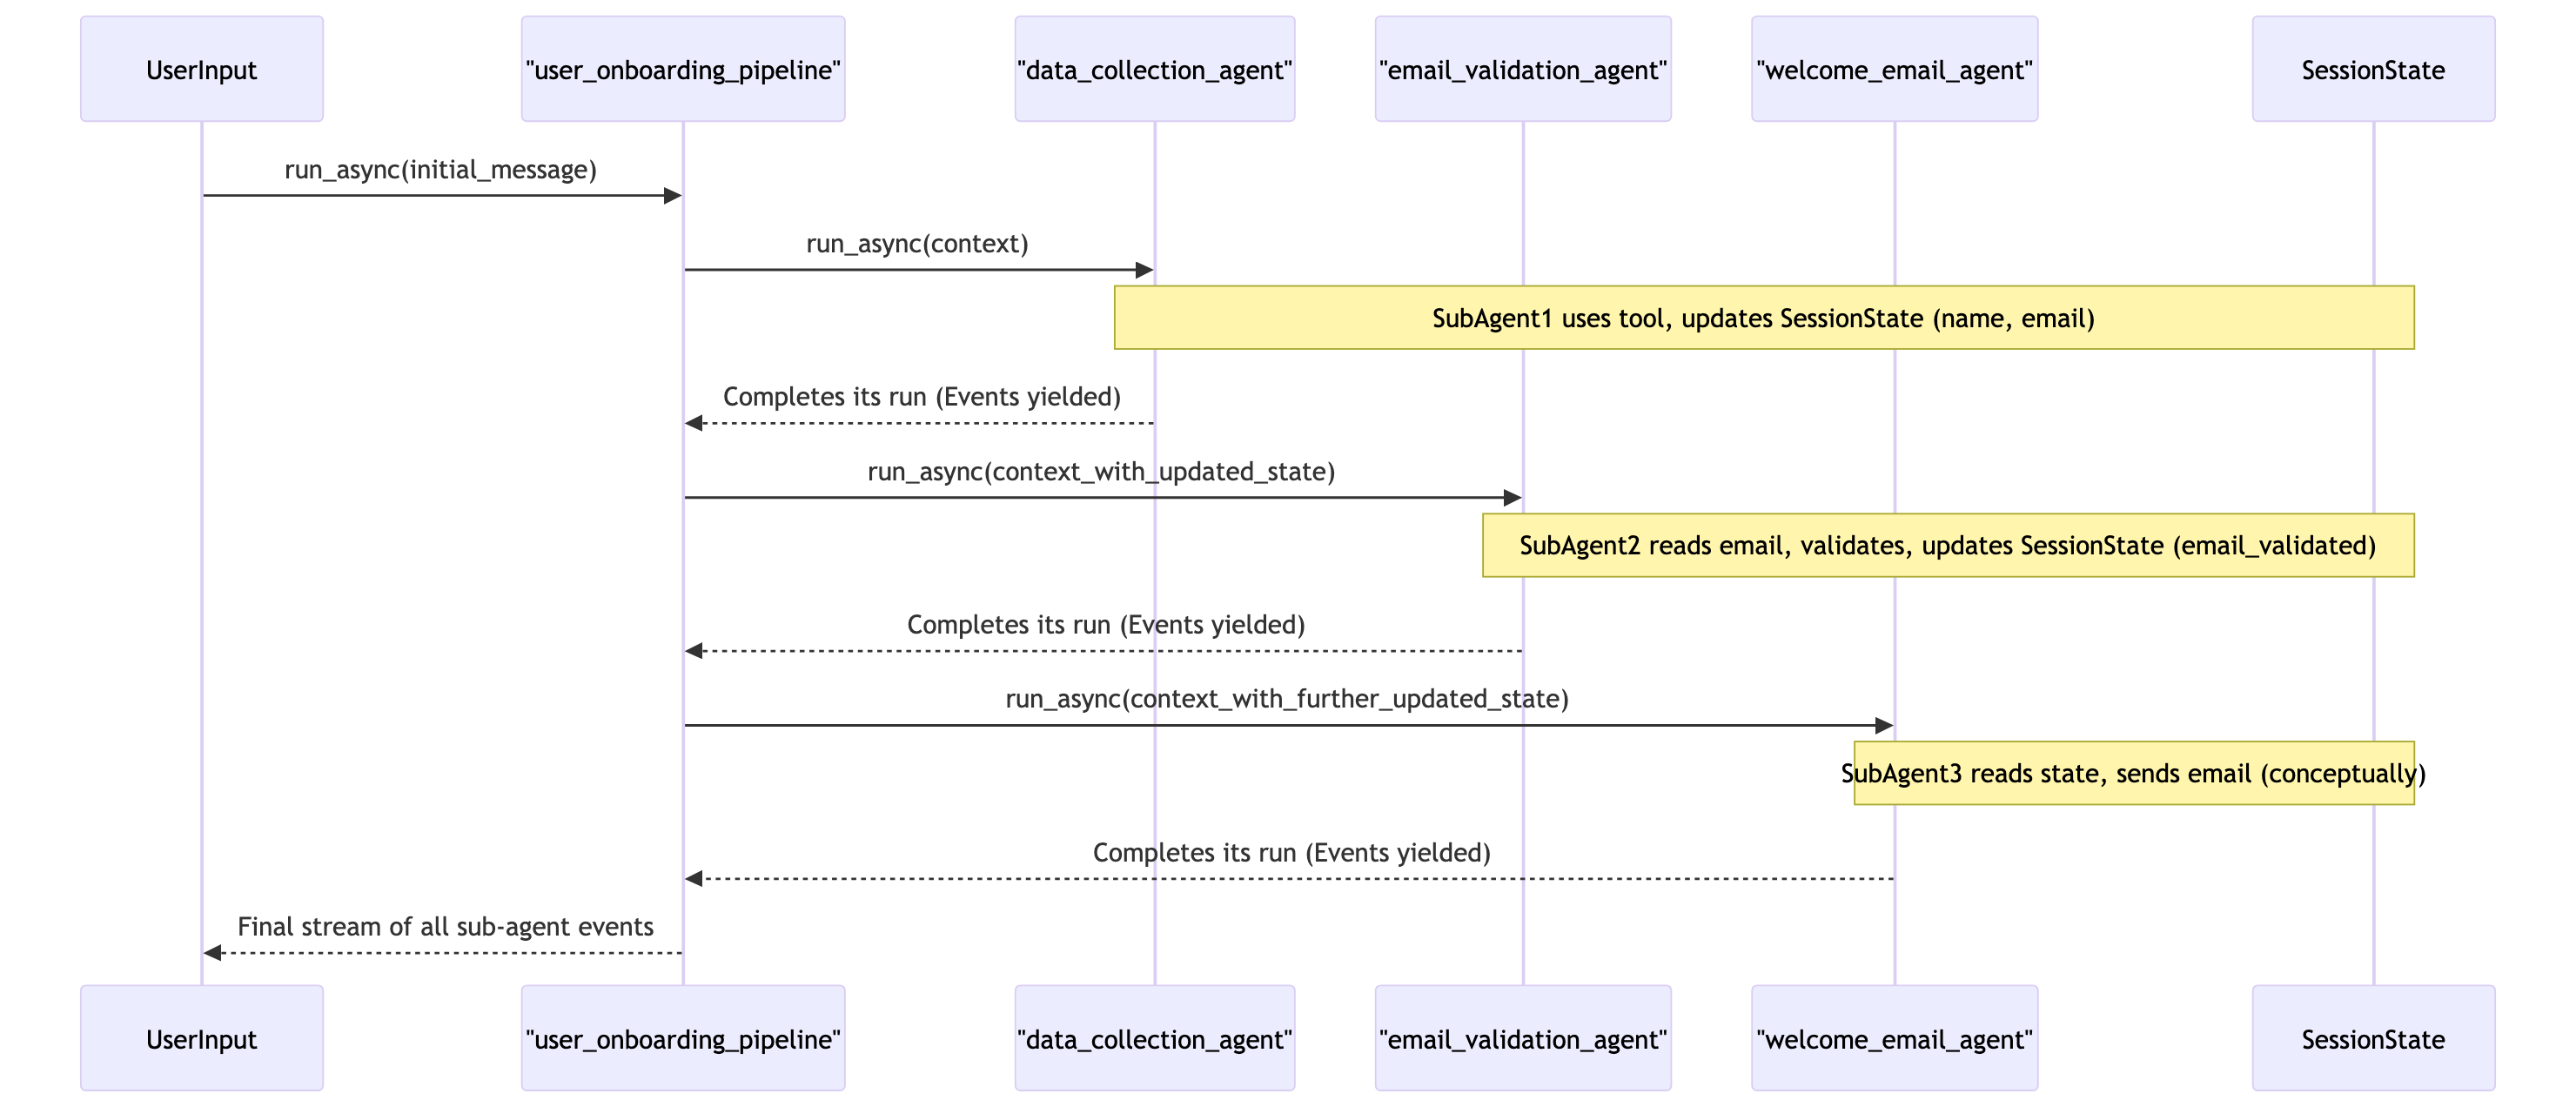 UserInput
"user_onboarding_pipeline"
"data_collection_agent"
"email_validation_agent"
"welcome_email_agent"
SessionState
run_async(initial_message)
run_async(context)
SubAgent1 uses tool, updates SessionState (name, email)
Completes its run (Events yielded)
run_async(context_with_updated_state)
SubAgent2 reads email, validates, updates SessionState (email_validated)
Completes its run (Events yielded)
run_async(context_with_further_updated_state)
SubAgent3 reads state, sends email (conceptually)
Completes its run (Events yielded)
Final stream of all sub-agent events
UserInput
"user_onboarding_pipeline"
"data_collection_agent"
"email_validation_agent"
"welcome_email_agent"
SessionState